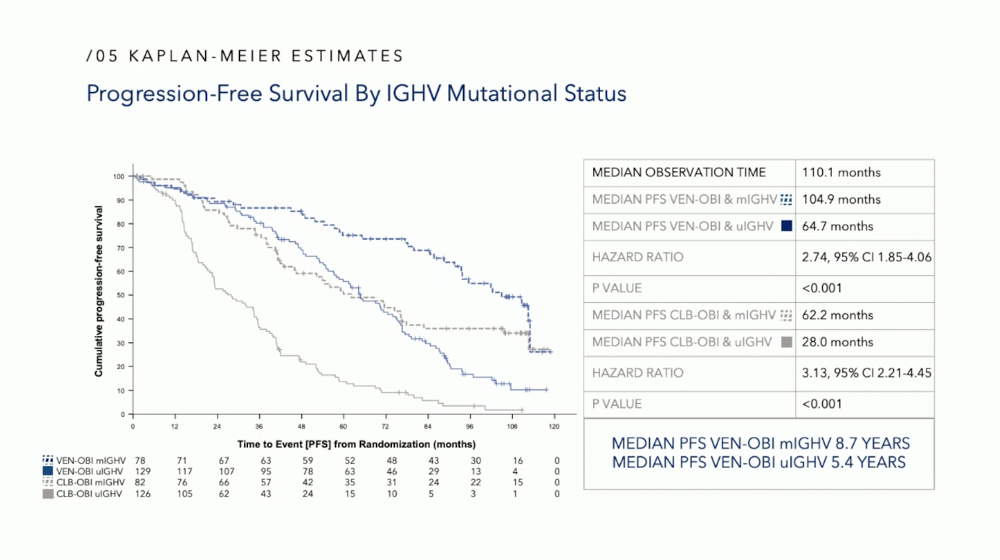 /05 KAPLAN-MEIER ESTIMATES
Progression-Free Survival By IGHV Mutational Status
Cumulative progression-free survival
100
90
80
70
60
50
40
30
20
10
0
0 12 24 36 48 60 72 84 96 108 120
Time to Event [PFS] from Randomization (months)
VEN-OBI mIGHV 78 71 67 63 59 52 48 43 30 16 0
VEN-OBI uIGHV 129 117 107 95 78 63 46 29 13 4 0
CLB-OBI mIGHV 82 76 66 57 42 35 31 24 22 15 0
CLB-OBI uIGHV 126 105 62 43 24 15 10 5 3 1 0
MEDIAN OBSERVATION TIME 110.1 months
MEDIAN PFS VEN-OBI & mIGHV 104.9 months
MEDIAN PFS VEN-OBI & uIGHV 64.7 months
HAZARD RATIO 2.74, 95% CI 1.85-4.06
P VALUE <0.001
MEDIAN PFS CLB-OBI & mIGHV 62.2 months
MEDIAN PFS CLB-OBI & uIGHV 28.0 months
HAZARD RATIO 3.13, 95% CI 2.21-4.45
P VALUE <0.001
MEDIAN PFS VEN-OBI mIGHV 8.7 YEARS
MEDIAN PFS VEN-OBI uIGHV 5.4 YEARS